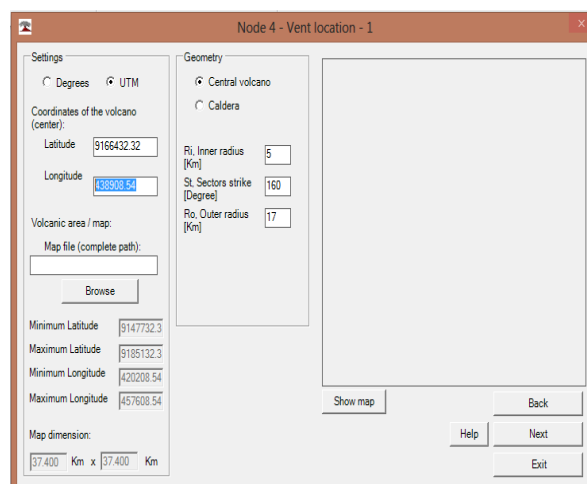 Node 4 - Vent location - 1
x
Settings
Degrees
UTM
Coordinates of the volcano
(center):
Latitude
9166432.32
Longitude
438908.54
Volcanic area / map:
Map file (complete path):
Browse
Minimum Latitude
9147732.3
Maximum Latitude
9185132.3
Minimum Longitude
420208.54
Maximum Longitude
457608.54
Map dimension:
37.400 Km x 37.400 Km
Geometry
Central volcano
Caldera
Ri, Inner radius
[Km]
5
St, Sectors strike
[Degree]
160
Ro, Outer radius
[Km]
17
Show map
Back
Help
Next
Exit